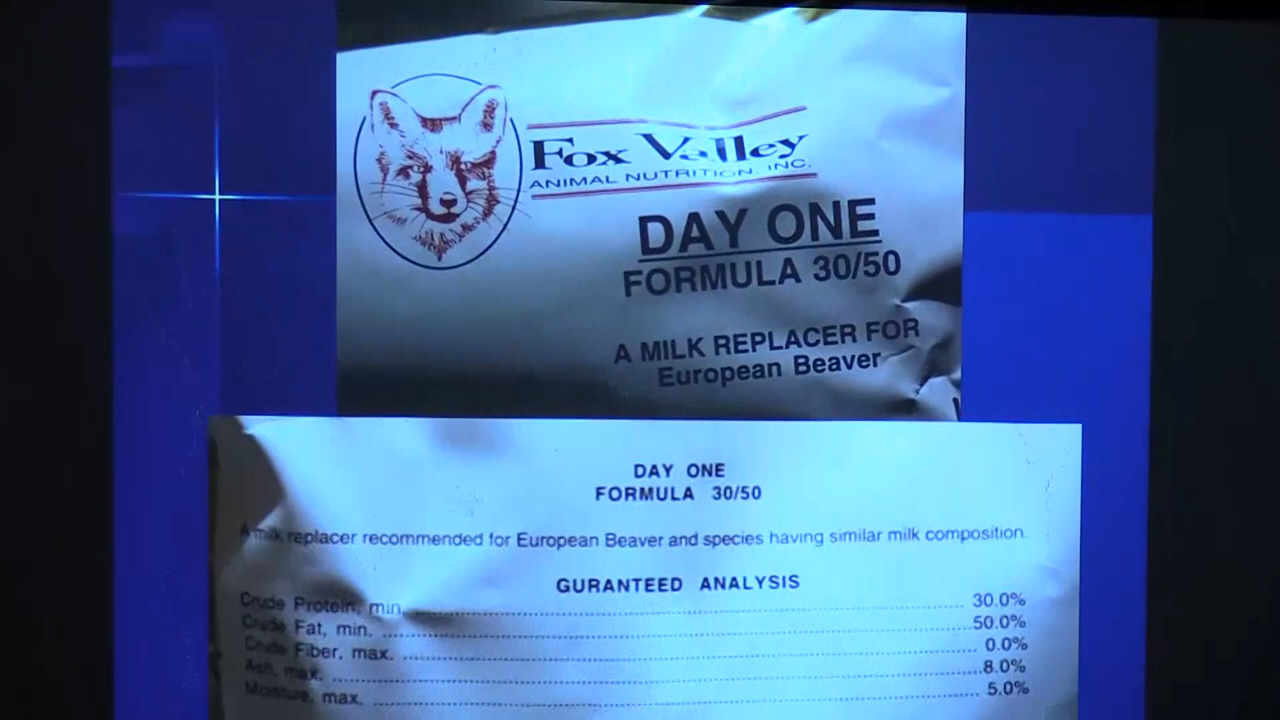 Fox Valley
ANIMAL NUTRITION, INC.
DAY ONE
FORMULA 30/50
A MILK REPLACER FOR
European Beaver
DAY ONE
FORMULA 30/50
A milk replacer recommended for European Beaver and species having similar milk composition.
GURANTEED ANALYSIS
Crude Protein, min. 30.0%
Crude Fat, min. 50.0%
Crude Fiber, max. 0.0%
Ash, max. 8.0%
Moisture, max. 5.0%